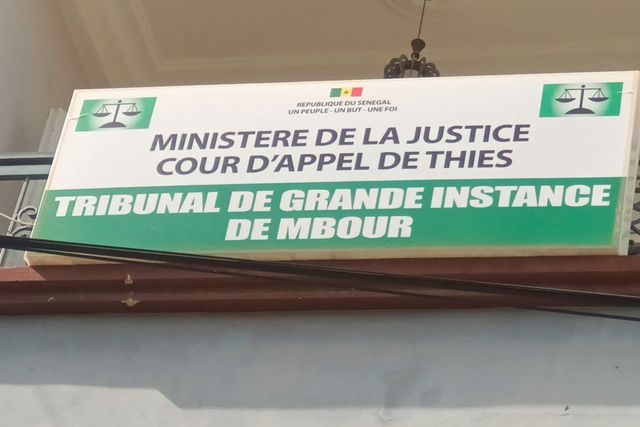 REPUBLIQUE DU SENEGAL
UN PEUPLE - UN BUT - UNE FOI
MINISTERE DE LA JUSTICE
COUR D'APPEL DE THIES
TRIBUNAL DE GRANDE INSTANCE
DE MBOUR